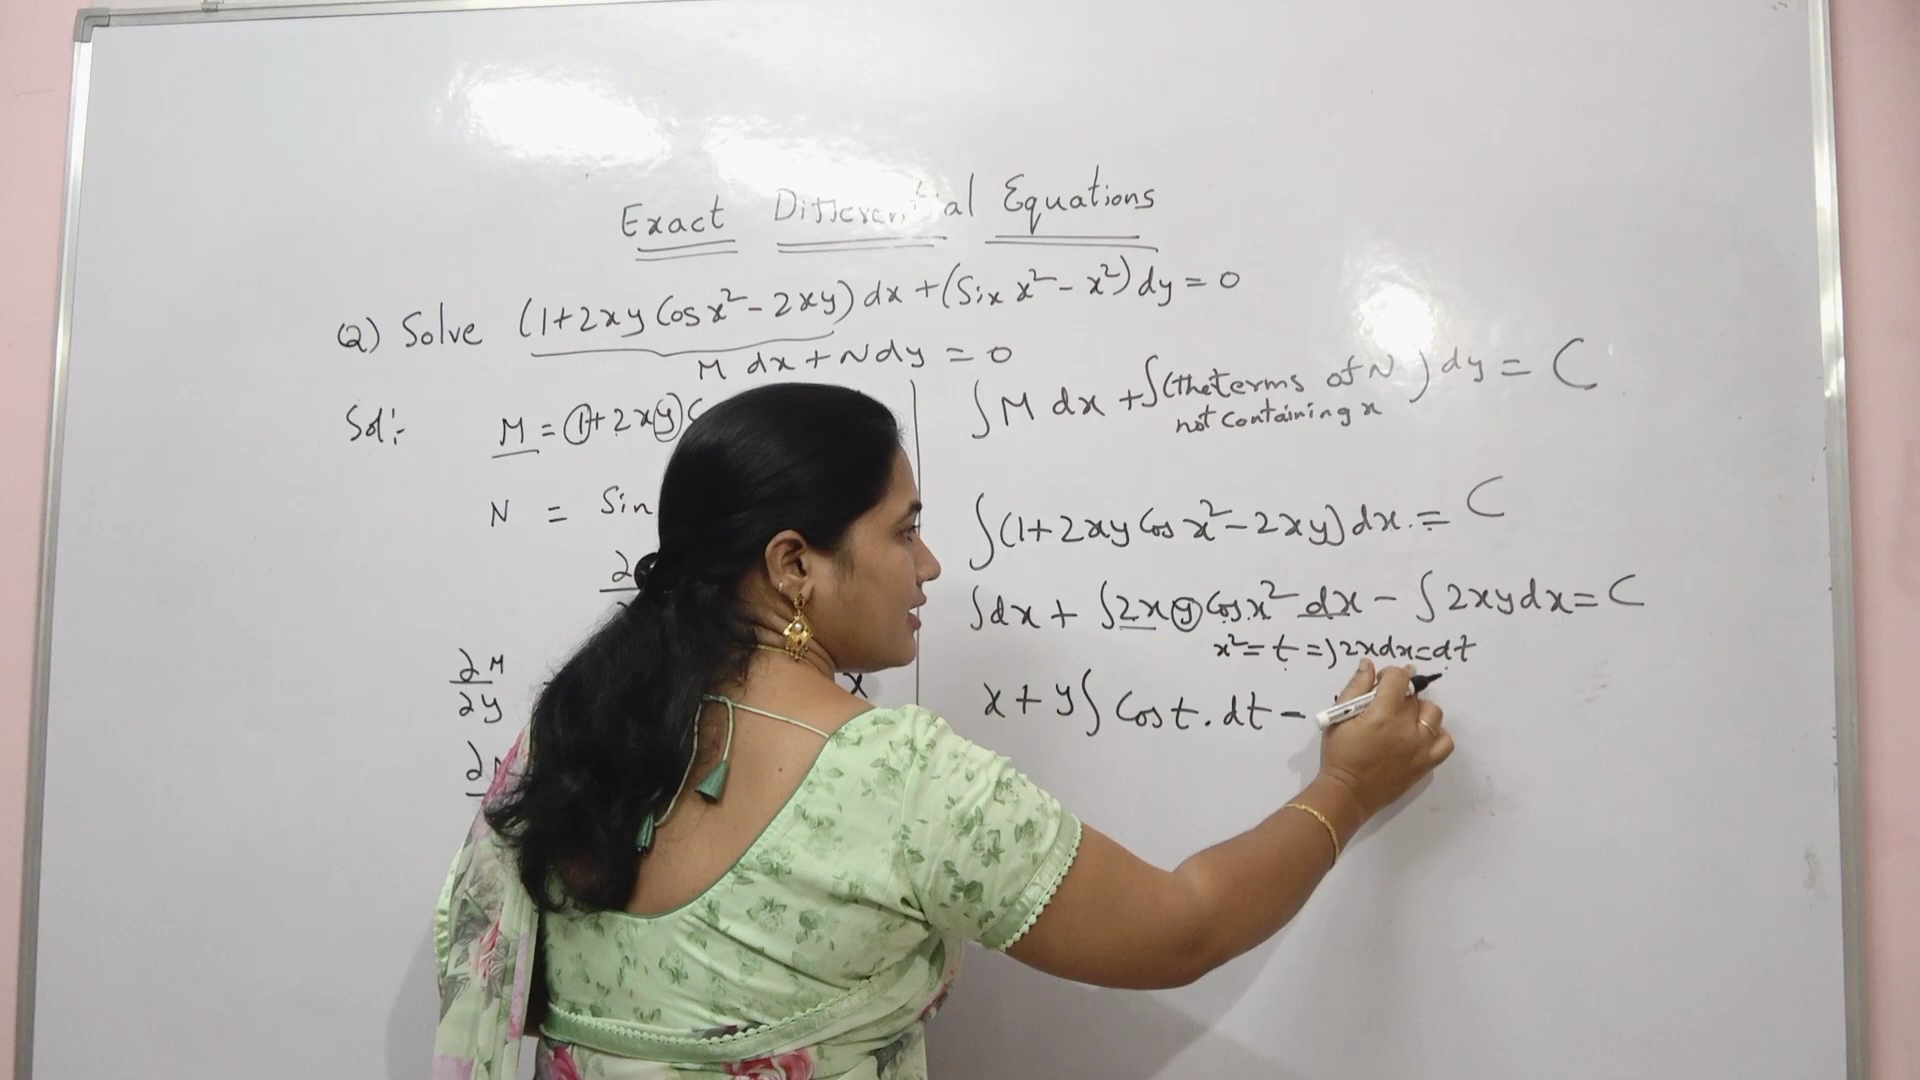 Exact Differential Equations
Q) Solve (1+2xy Cos x² - 2xy) dx + (Sin x² - x²) dy = 0
M dx + N dy = 0
Sol:- M = 1 + 2xy
N = Sin
∂M
∂y
x
∫M dx + ∫(the terms of N not containing x) dy = C
∫(1+2xy Cos x² - 2xy) dx = C
∫dx + ∫2xy Cos x² dx - ∫2xy dx = C
x² = t ⇒ 2x dx = dt
x + y∫Cos t . dt -